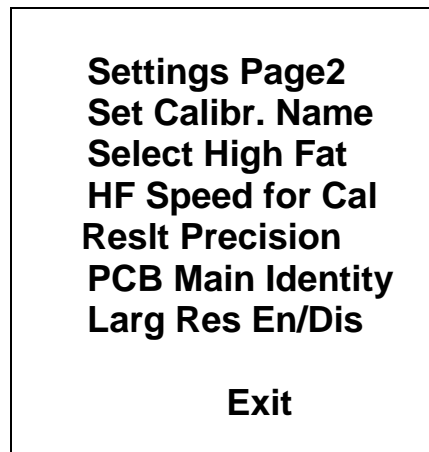 Settings Page2
Set Calibr. Name
Select High Fat
HF Speed for Cal
Reslt Precision
PCB Main Identity
Larg Res En/Dis
Exit